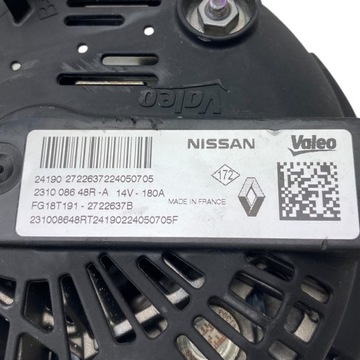 B
Valeo
NISSAN
Valeo
24190 2722637224050705
2310 086 48R -A 14V - 180A
172
MADE IN FRANCE
FG18T191 - 2722637B
231008648RT24190224050705F